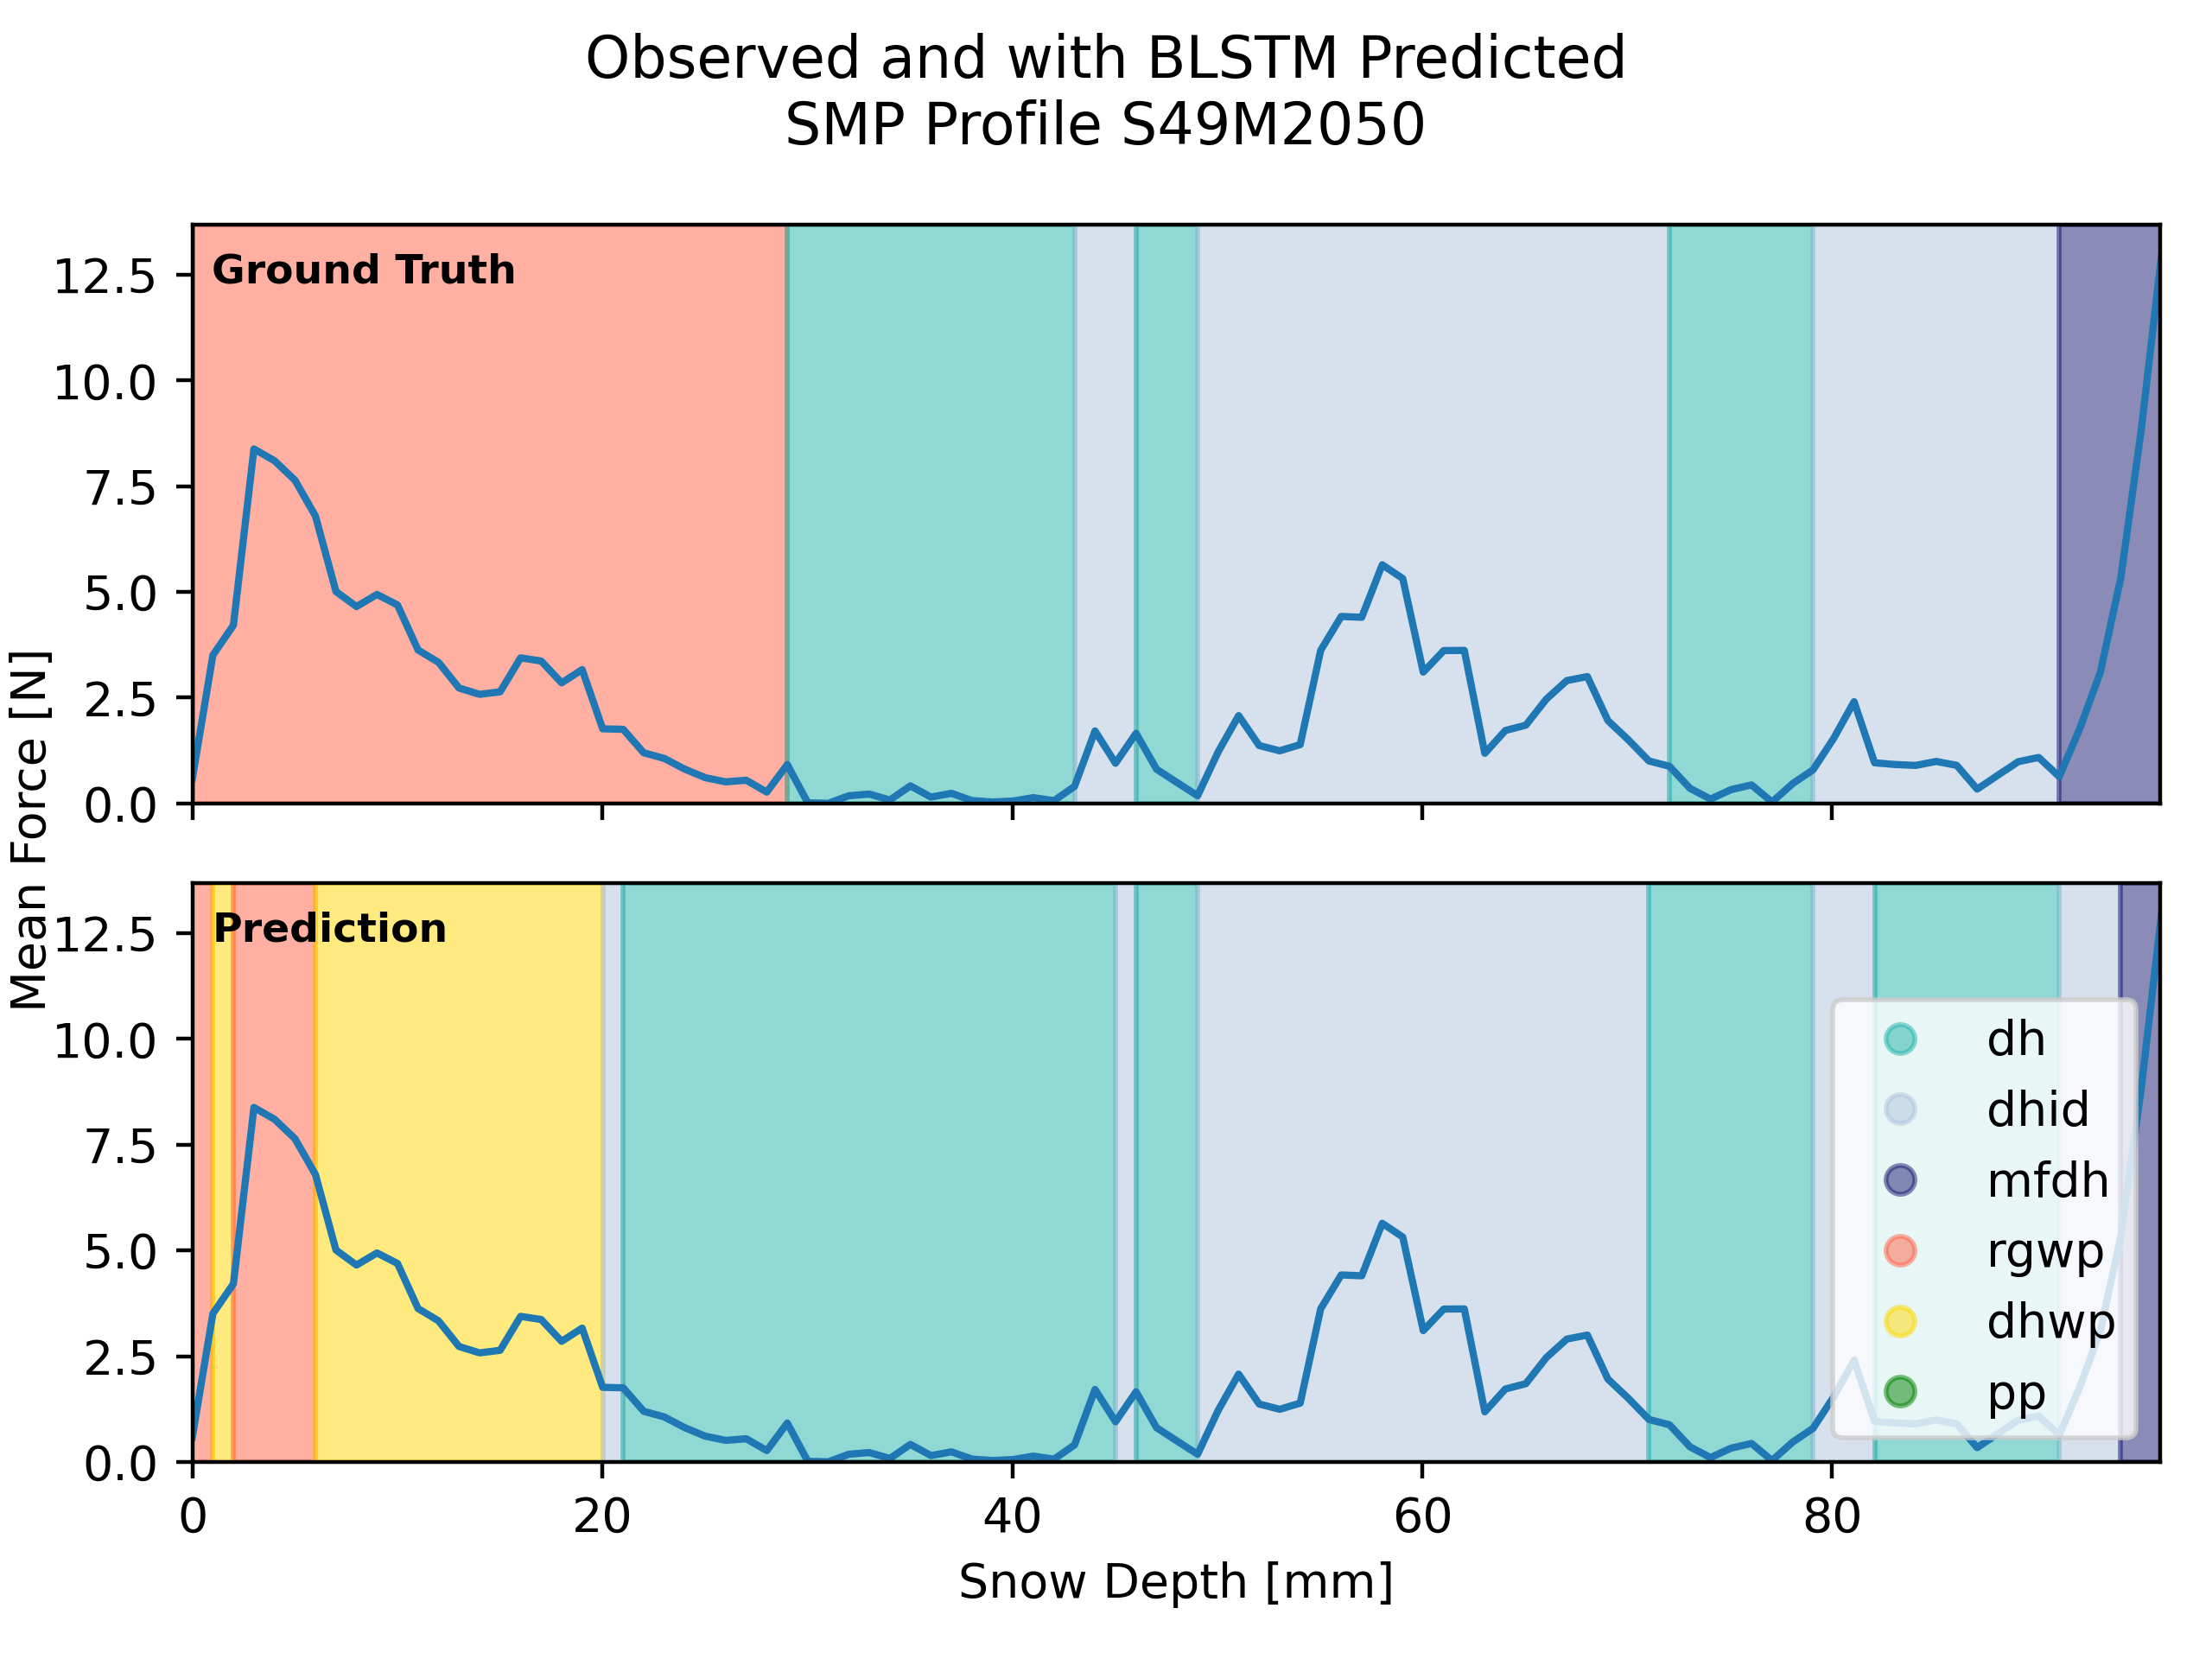 Observed and with BLSTM Predicted
SMP Profile S49M2050
Mean Force [N]
Ground Truth
12.5
10.0
7.5
5.0
2.5
0.0
Prediction
12.5
10.0
7.5
5.0
2.5
0.0
dh
dhid
mfdh
rgwp
dhwp
pp
0 20 40 60 80
Snow Depth [mm]